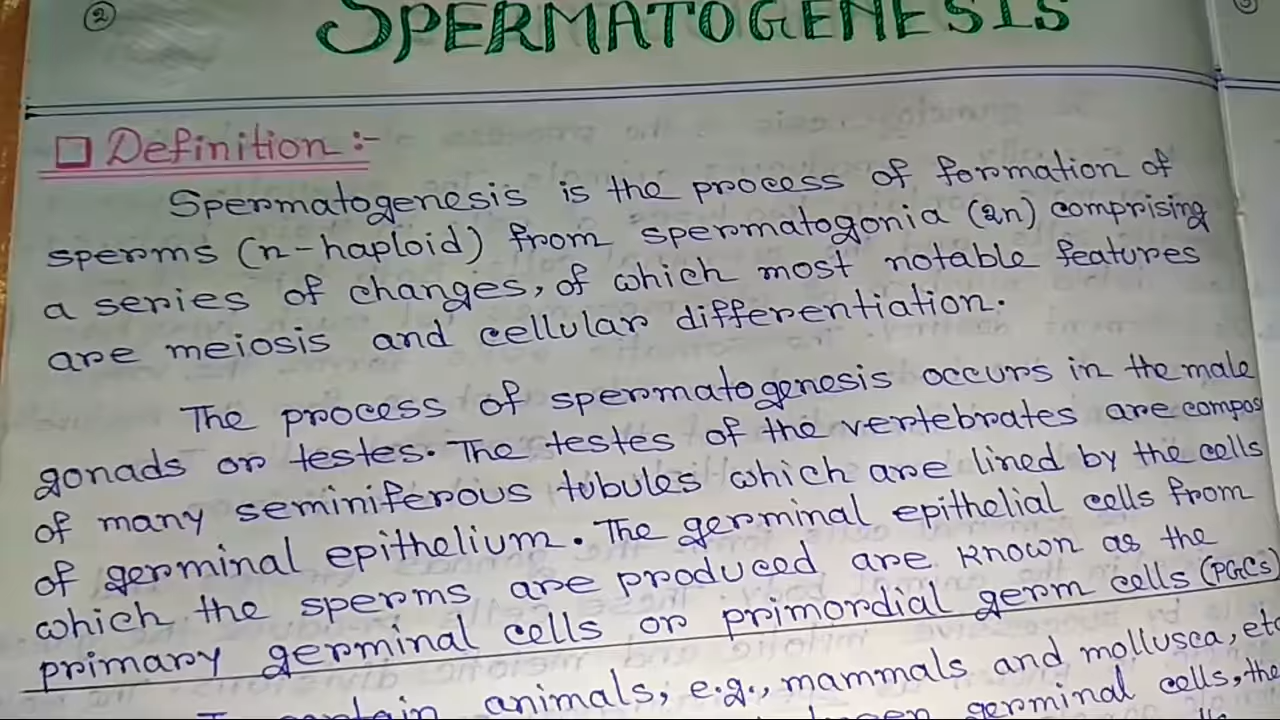 2
SPERMATOGENESIS
Definition :-
Spermatogenesis is the process of formation of
sperms (n-haploid) from spermatogonia (2n) comprising
a series of changes, of which most notable features
are meiosis and cellular differentiation.
The process of spermatogenesis occurs in the male
gonads or testes. The testes of the vertebrates are compos
of many seminiferous tubules which are lined by the cells
of germinal epithelium. The germinal epithelial cells from
which the sperms are produced are known as the
primary germinal cells or primordial germ cells (PGCs)
animals, e.g., mammals and mollusca, etc
germinal cells, the